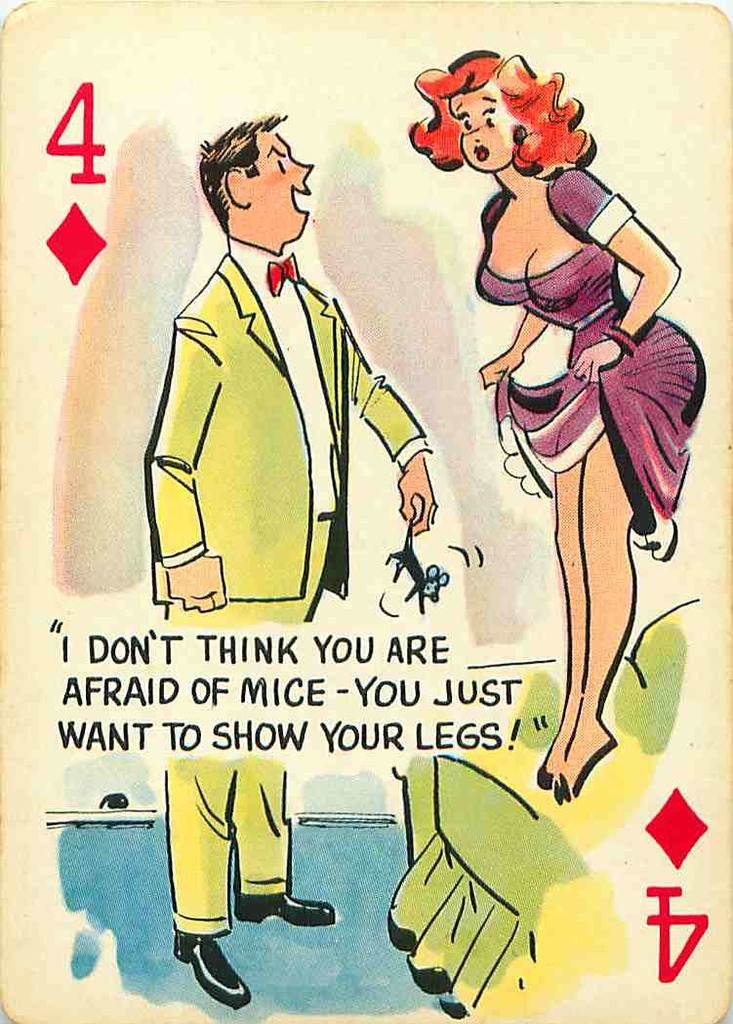 4
"I DON'T THINK YOU ARE
AFRAID OF MICE - YOU JUST
WANT TO SHOW YOUR LEGS!"
4